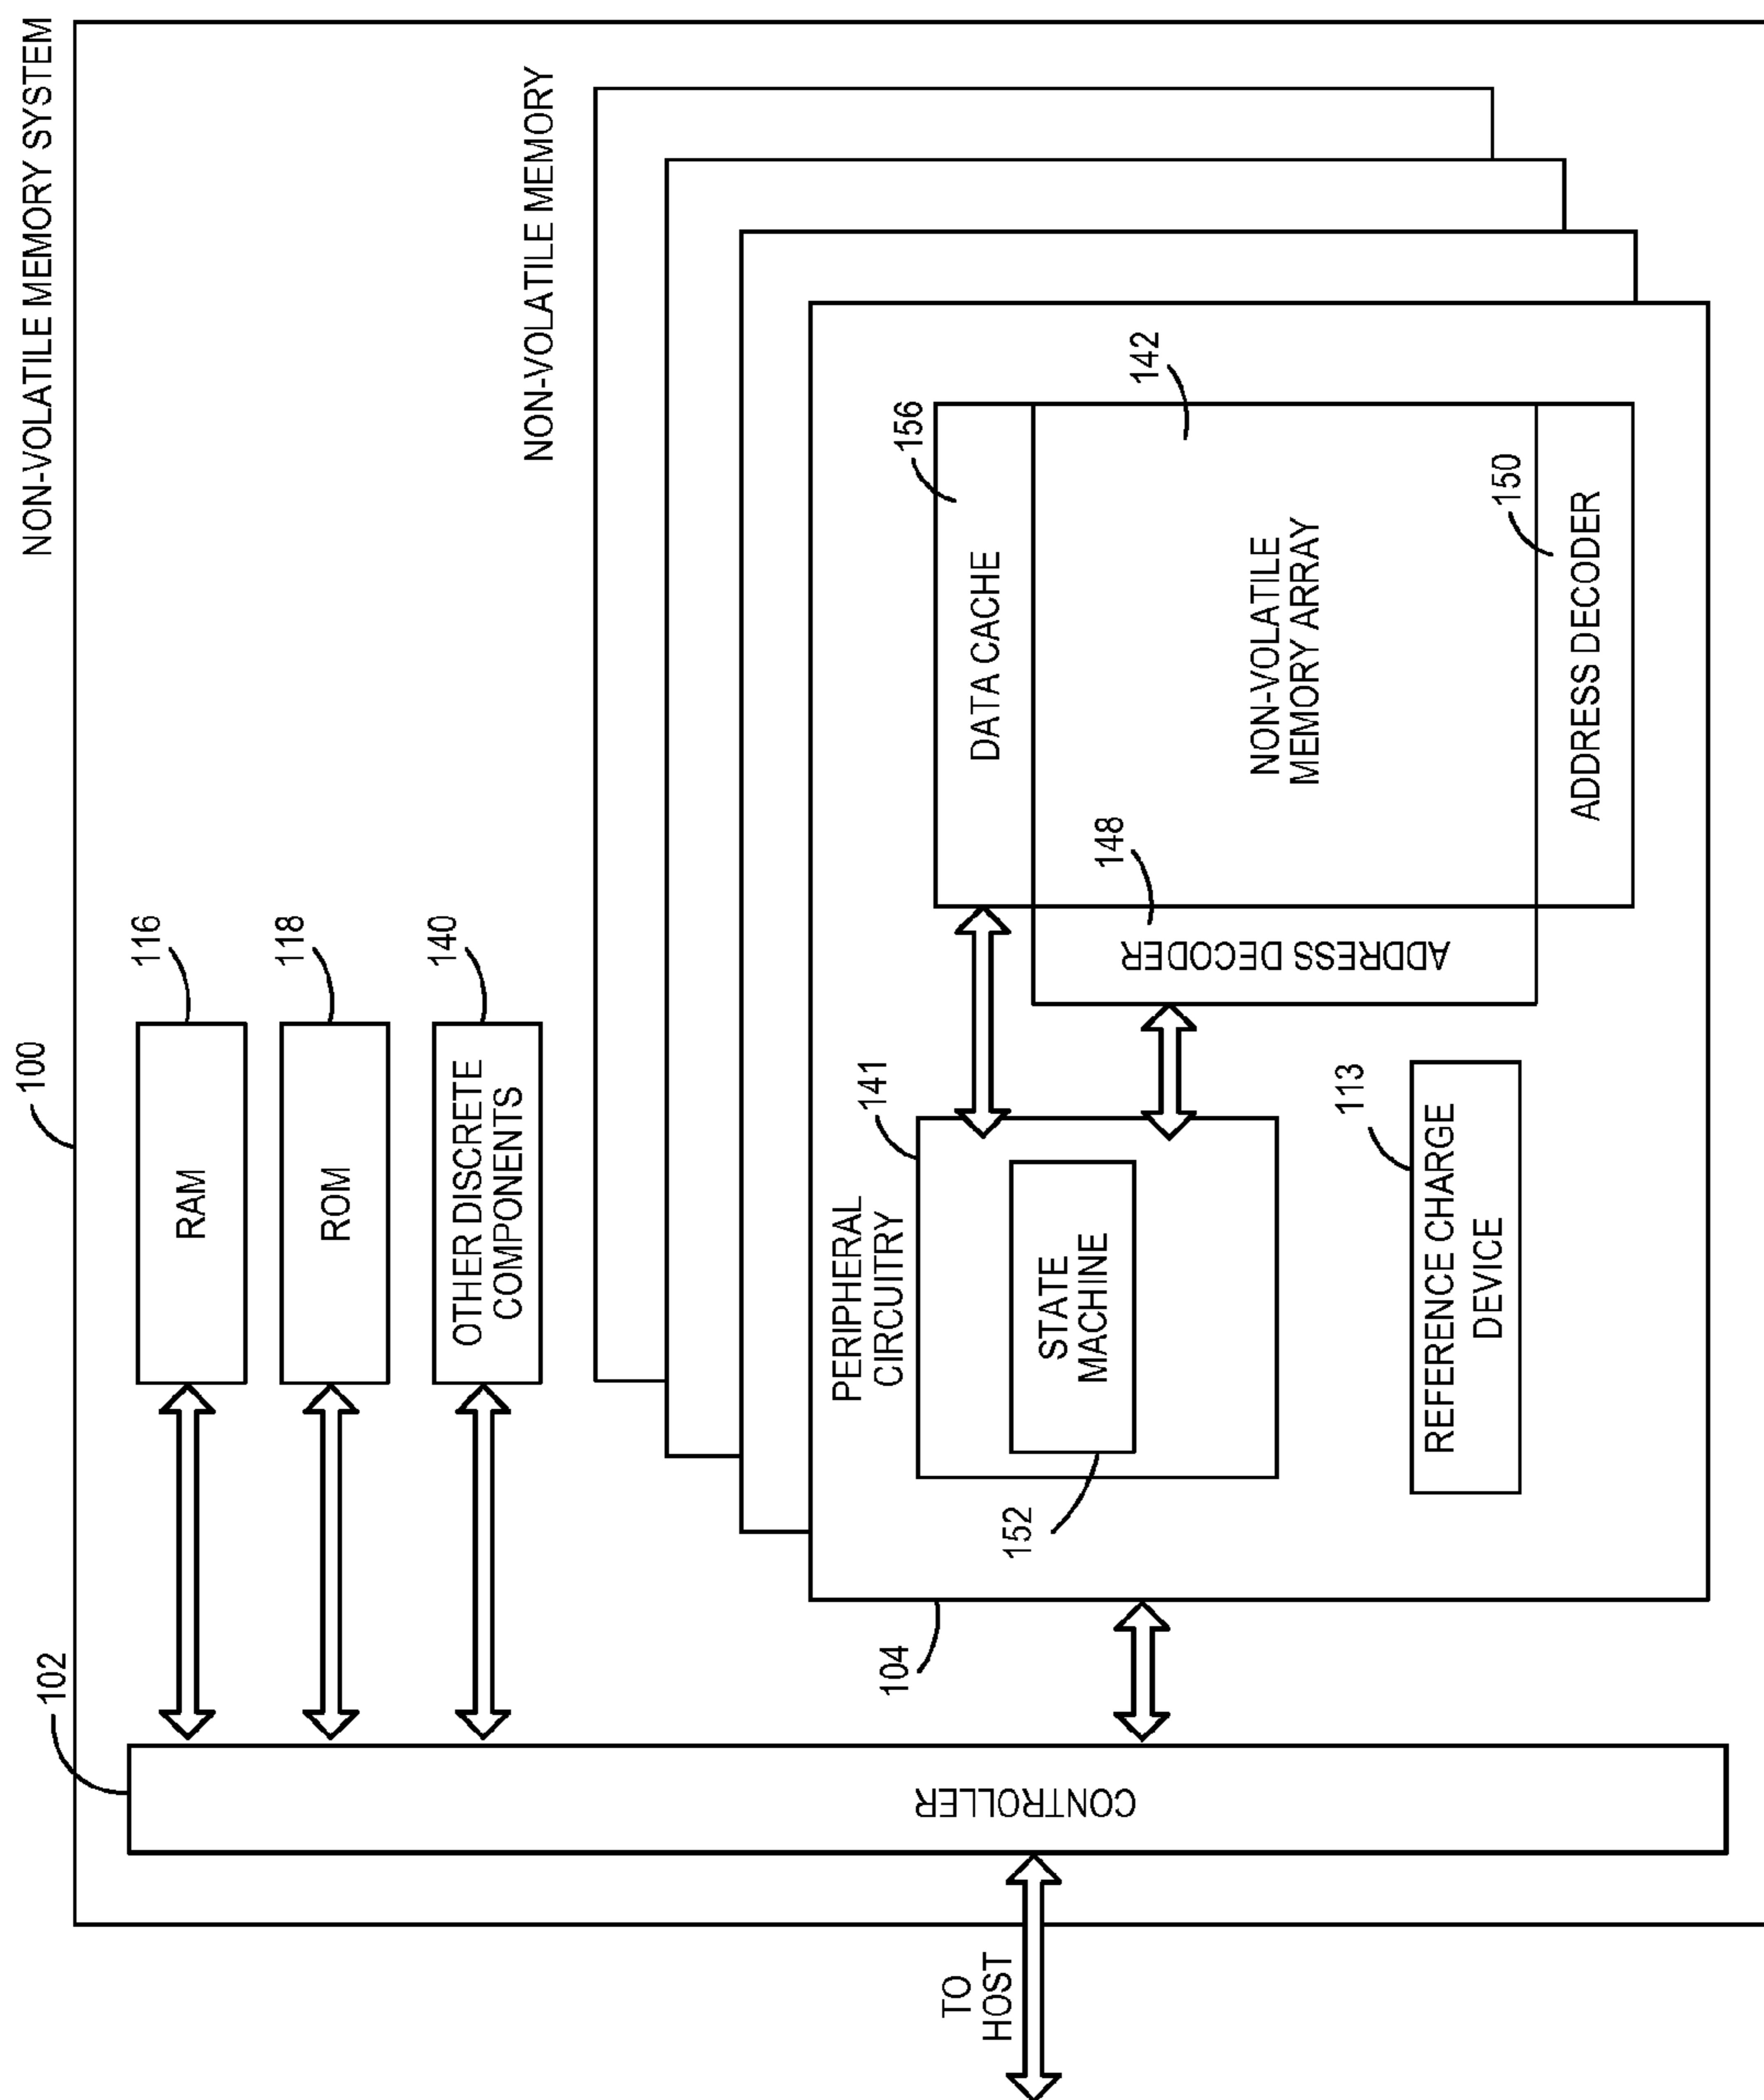 NON-VOLATILE MEMORY SYSTEM
100
102
RAM
116
ROM
118
OTHER DISCRETE
COMPONENTS
140
NON-VOLATILE MEMORY
CONTROLLER
TO
HOST
104
PERIPHERAL
CIRCUITRY
141
STATE
MACHINE
152
REFERENCE CHARGE
DEVICE
113
DATA CACHE
156
ADDRESS DECODER
148
NON-VOLATILE
MEMORY ARRAY
142
ADDRESS DECODER
150